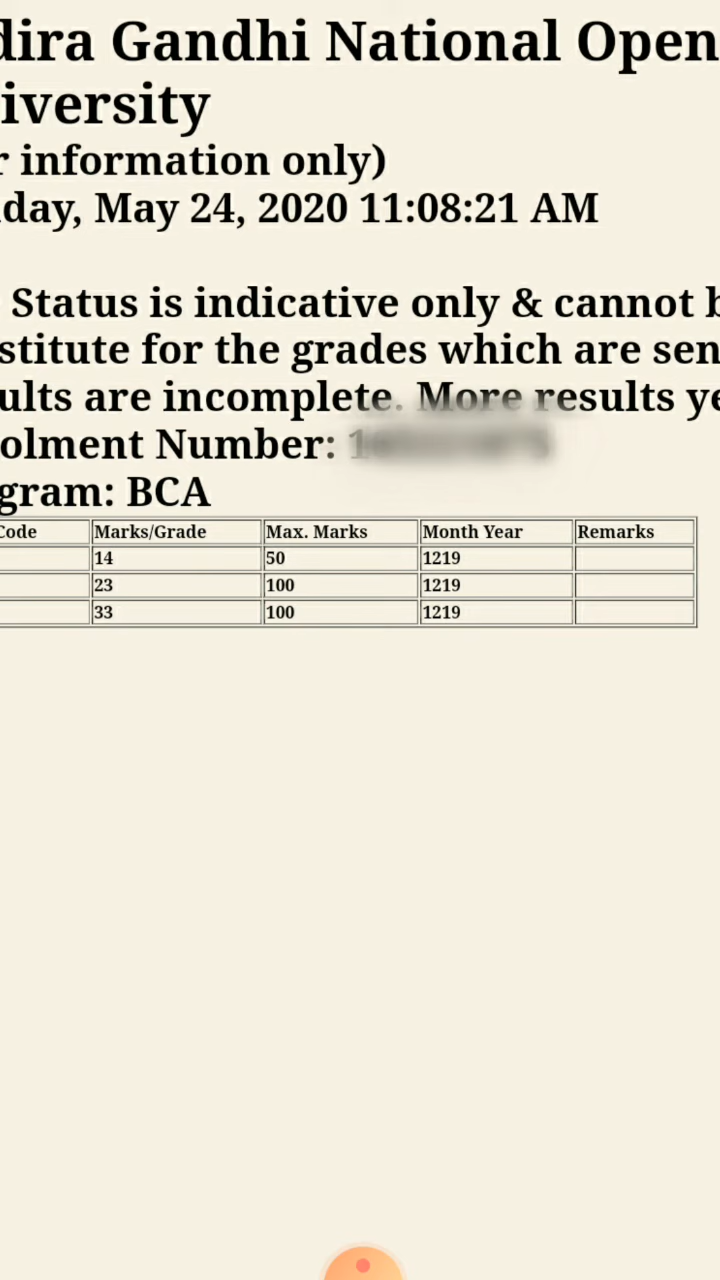 dira Gandhi National Open
iversity
r information only)
day, May 24, 2020 11:08:21 AM
Status is indicative only & cannot b
stitute for the grades which are sen
ults are incomplete. More results ye
olment Number:
gram: BCA
Code Marks/Grade Max. Marks Month Year Remarks
14 50 1219
23 100 1219
33 100 1219